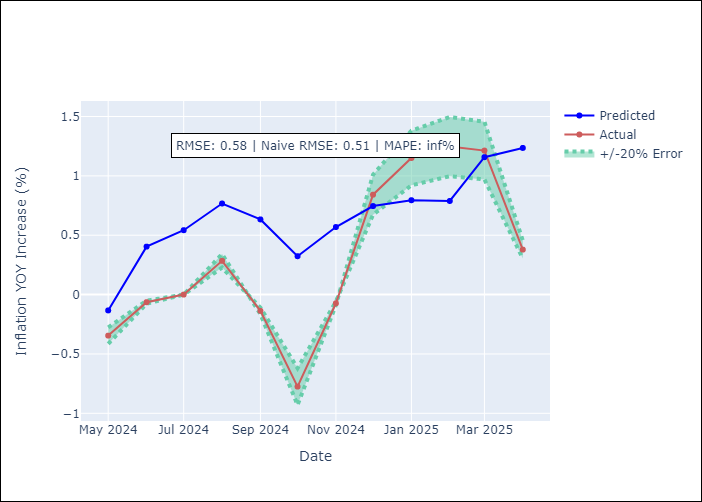 1.5
1
0.5
0
−0.5
−1
Inflation YOY Increase (%)
RMSE: 0.58 | Naive RMSE: 0.51 | MAPE: inf%
Predicted
Actual
+/-20% Error
May 2024
Jul 2024
Sep 2024
Nov 2024
Jan 2025
Mar 2025
Date